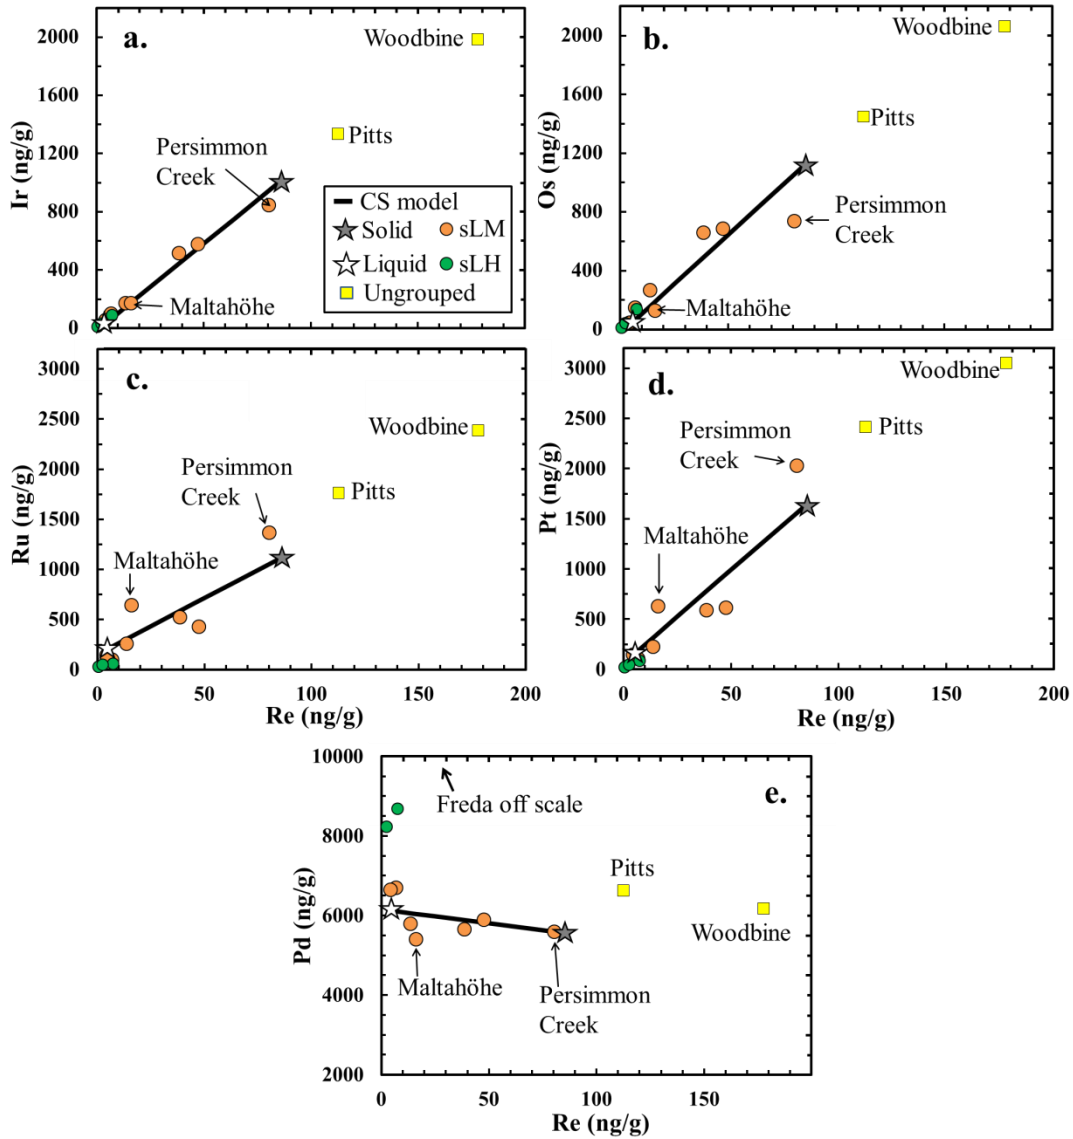 a.
2000
1600
1200
800
400
0
Ir (ng/g)
Woodbine
Pitts
Persimmon
Creek
Maltahöhe
CS model
Solid
sLM
Liquid
sLH
Ungrouped
b.
2000
1600
1200
800
400
0
Os (ng/g)
Woodbine
Pitts
Persimmon
Creek
Maltahöhe
c.
3000
2500
2000
1500
1000
500
0
Ru (ng/g)
Woodbine
Persimmon
Creek
Pitts
Maltahöhe
0 50 100 150 200
Re (ng/g)
d.
3000
2500
2000
1500
1000
500
0
Pt (ng/g)
Woodbine
Persimmon
Creek
Pitts
Maltahöhe
0 50 100 150 200
Re (ng/g)
e.
10000
8000
6000
4000
2000
Pd (ng/g)
Freda off scale
Pitts
Woodbine
Maltahöhe
Persimmon
Creek
0 50 100 150
Re (ng/g)